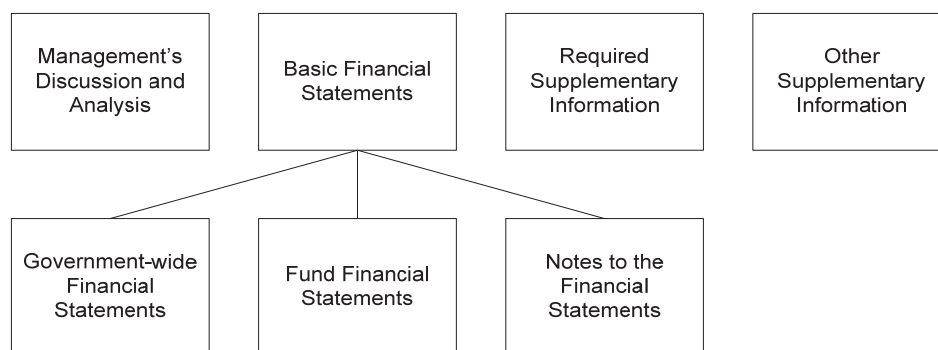 Management's
Discussion and
Analysis
Basic Financial
Statements
Required
Supplementary
Information
Other
Supplementary
Information
Government-wide
Financial
Statements
Fund Financial
Statements
Notes to the
Financial
Statements